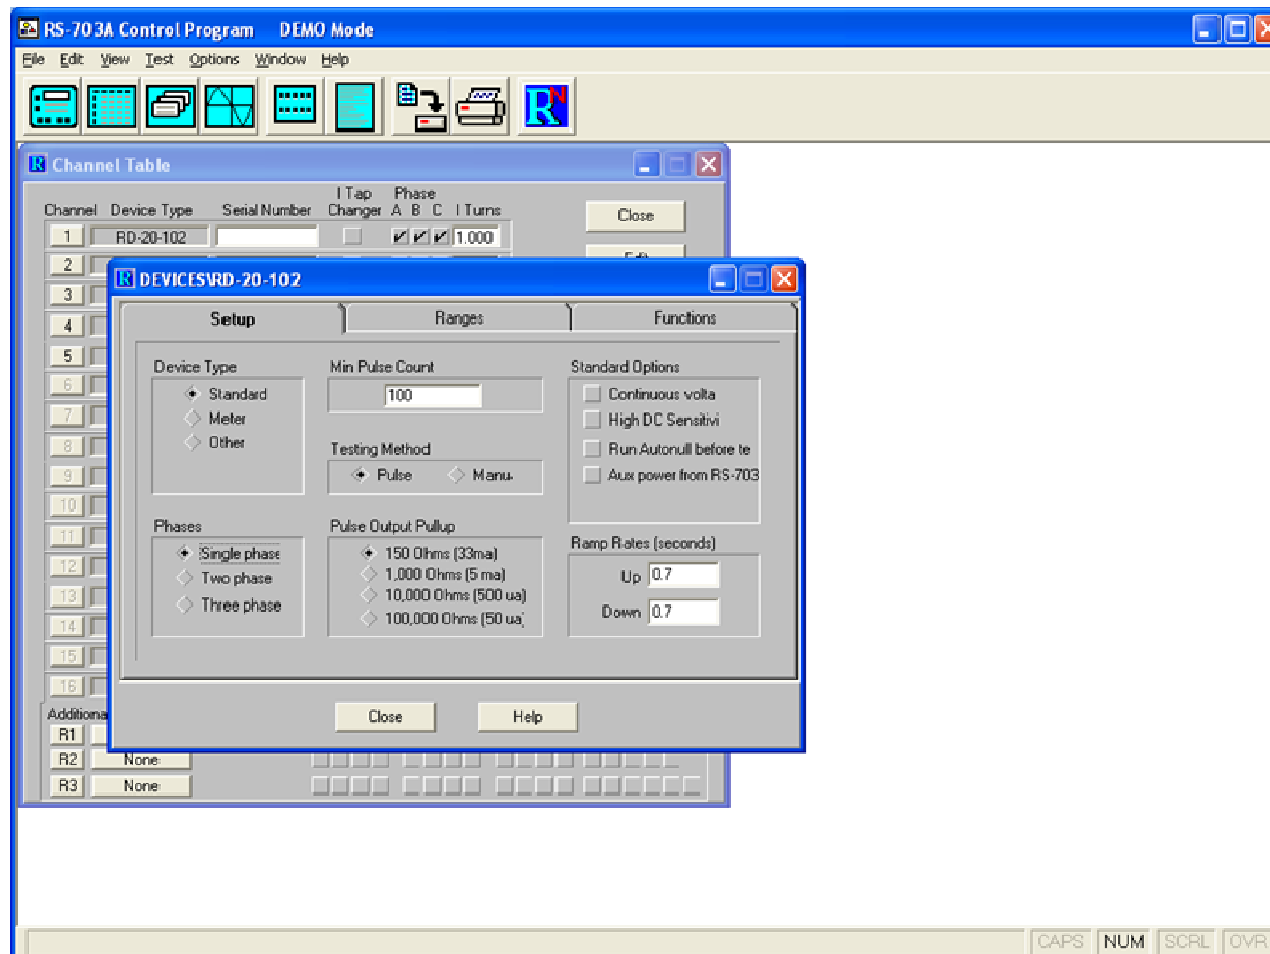 RS-703A Control Program DEMO Mode
File Edit View Test Options Window Help
Channel Table
I Tap Phase
Channel Device Type Serial Number Changer A B C I Turns
Close
1 RD-20-102 1.000
2
3
4
5
6
7
8
9
10
11
12
13
14
15
16
DEVICES\RD-20-102
Setup Ranges Functions
Device Type
Standard
Meter
Other
Min Pulse Count
100
Testing Method
Pulse Manu
Standard Options
Continuous volta
High DC Sensitivi
Run Autonull before te
Aux power from RS-703
Phases
Single phase
Two phase
Three phase
Pulse Output Pullup
150 Ohms (33ma)
1,000 Ohms (5 ma)
10,000 Ohms (500 ua)
100,000 Ohms (50 ua)
Ramp Rates (seconds)
Up 0.7
Down 0.7
Close Help
Additiona
R1
R2 None
R3 None
CAPS NUM SCRL OVR